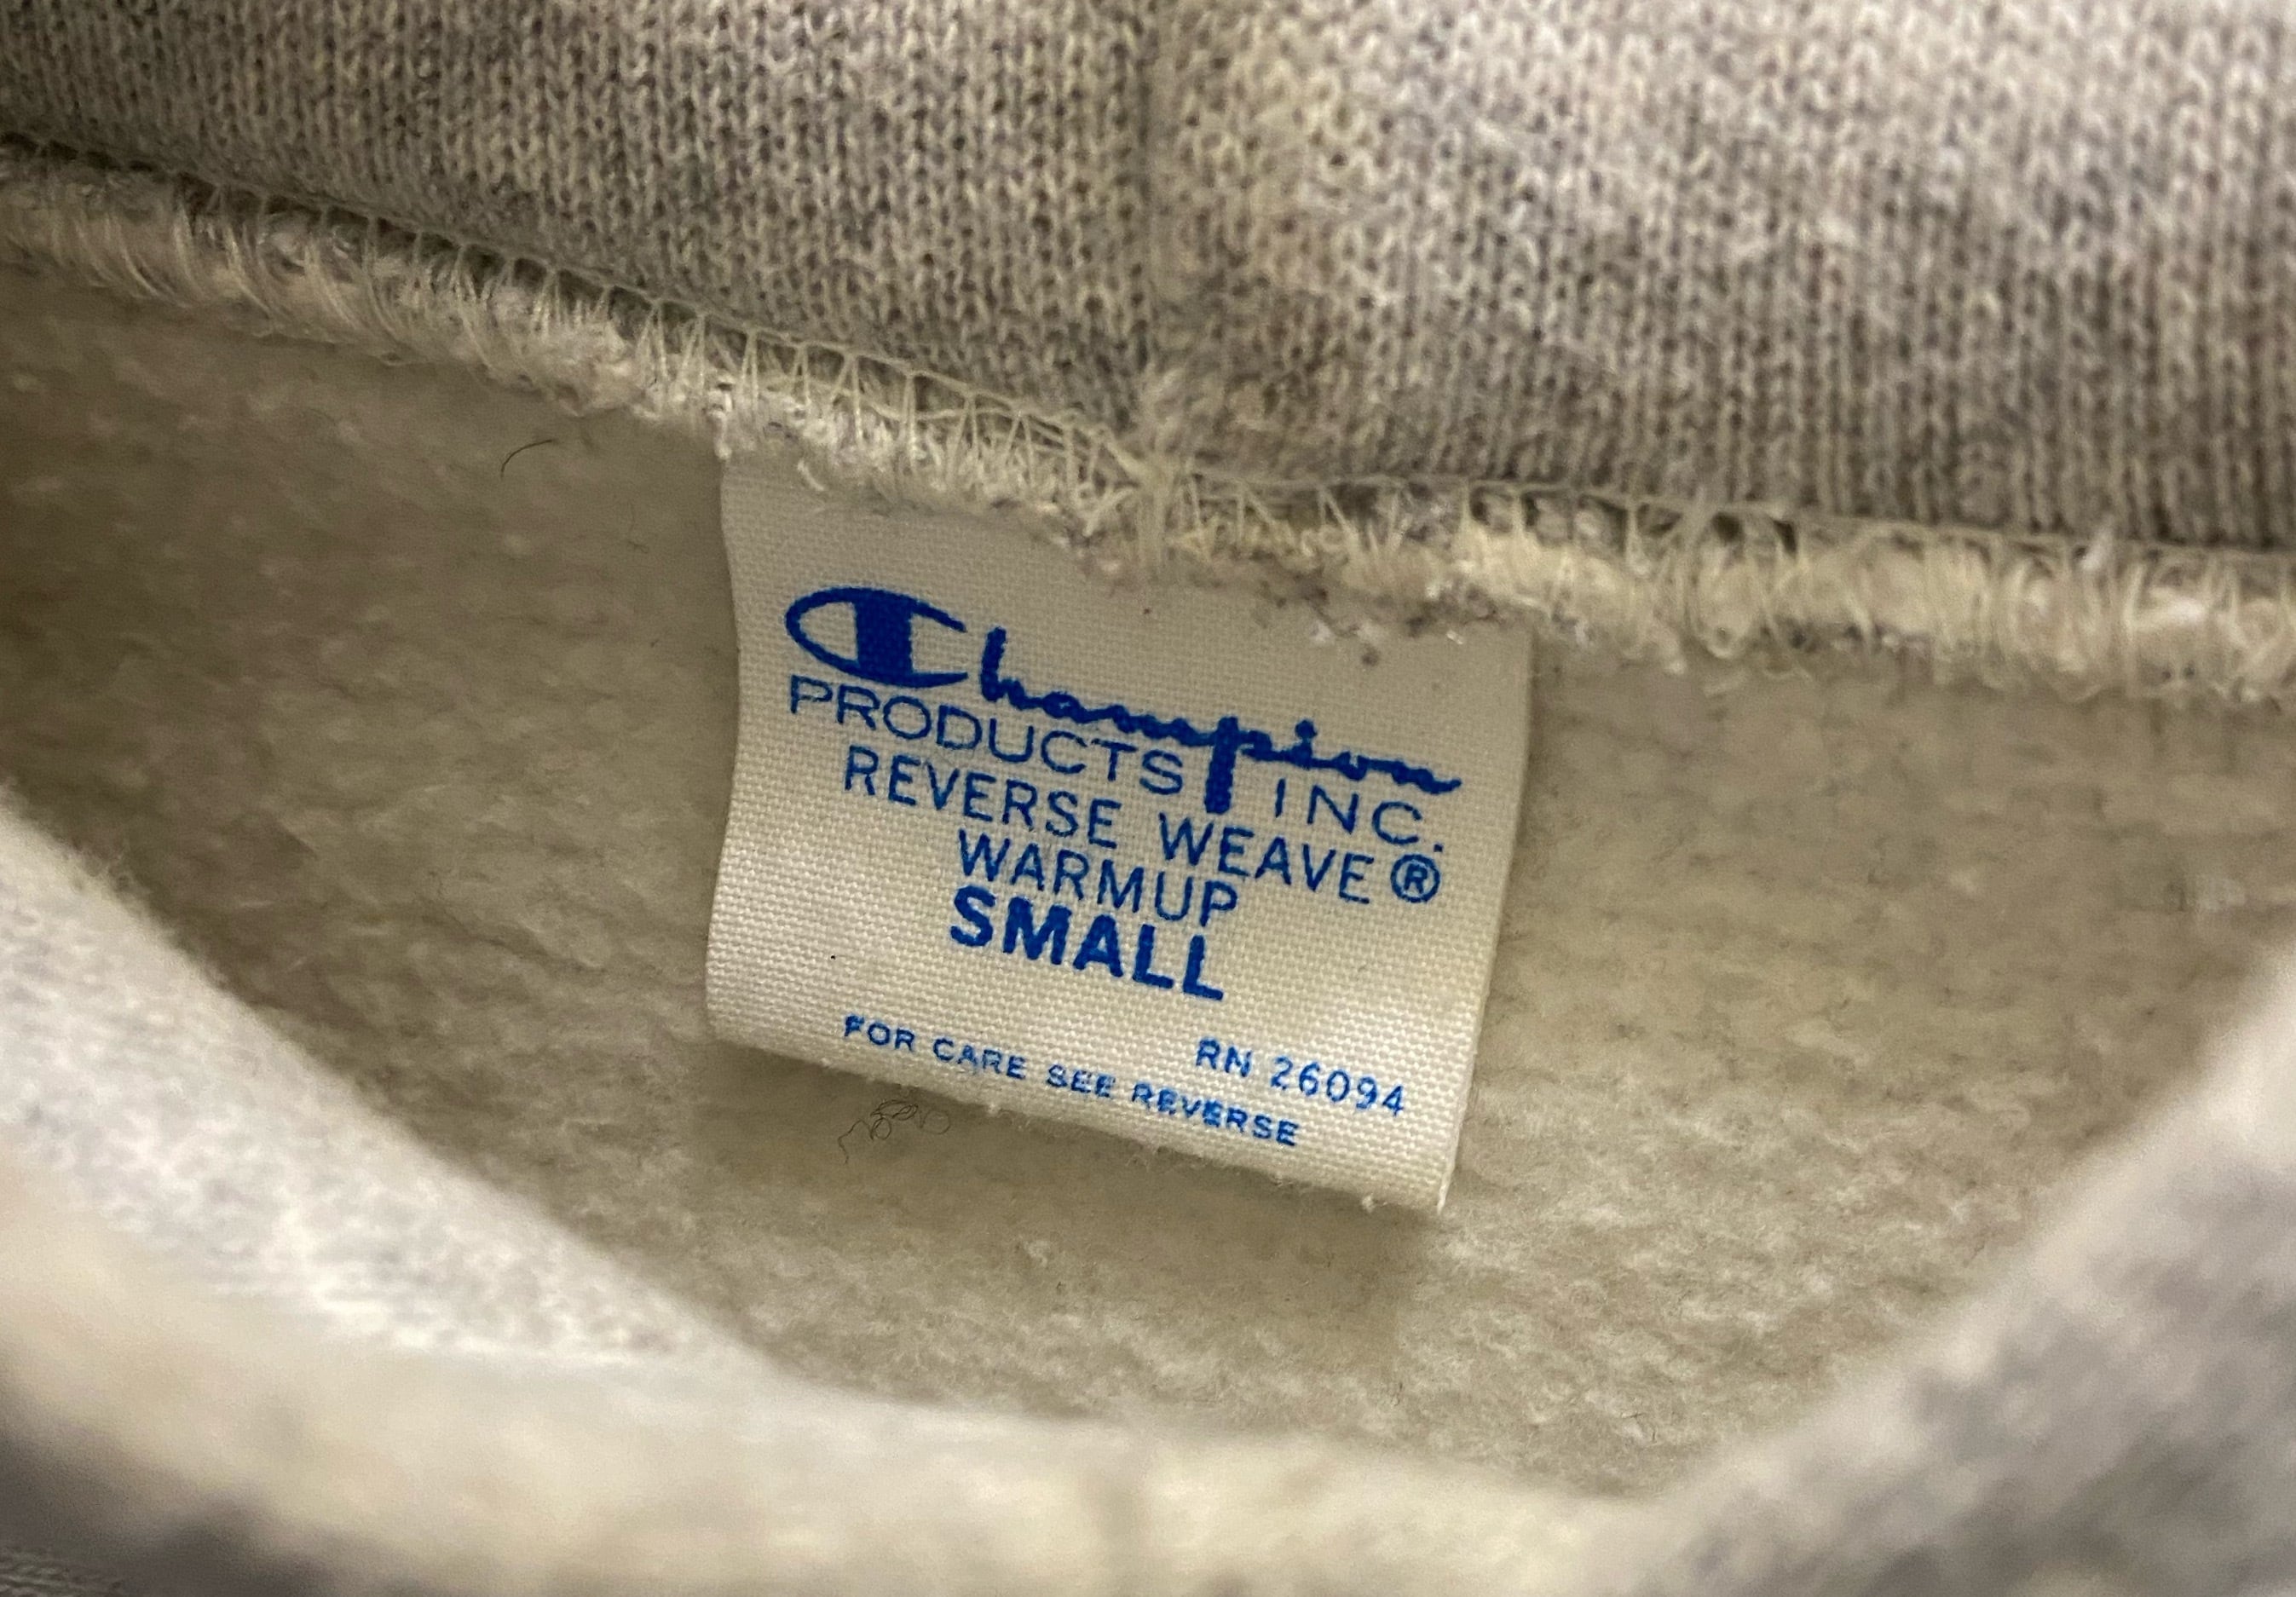 Champion
PRODUCTS INC.
REVERSE WEAVE®
WARMUP
SMALL
RN 26094
FOR CARE SEE REVERSE